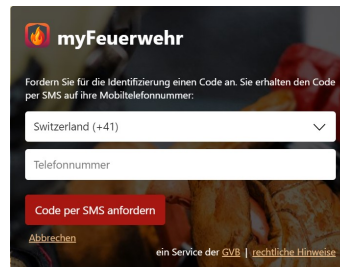 myFeuerwehr
Fordern Sie für die Identifizierung einen Code an. Sie erhalten den Code
per SMS auf ihre Mobiltelefonnummer:
Switzerland (+41)
Telefonnummer
Code per SMS anfordern
Abbrechen
ein Service der GVB | rechtliche Hinweise